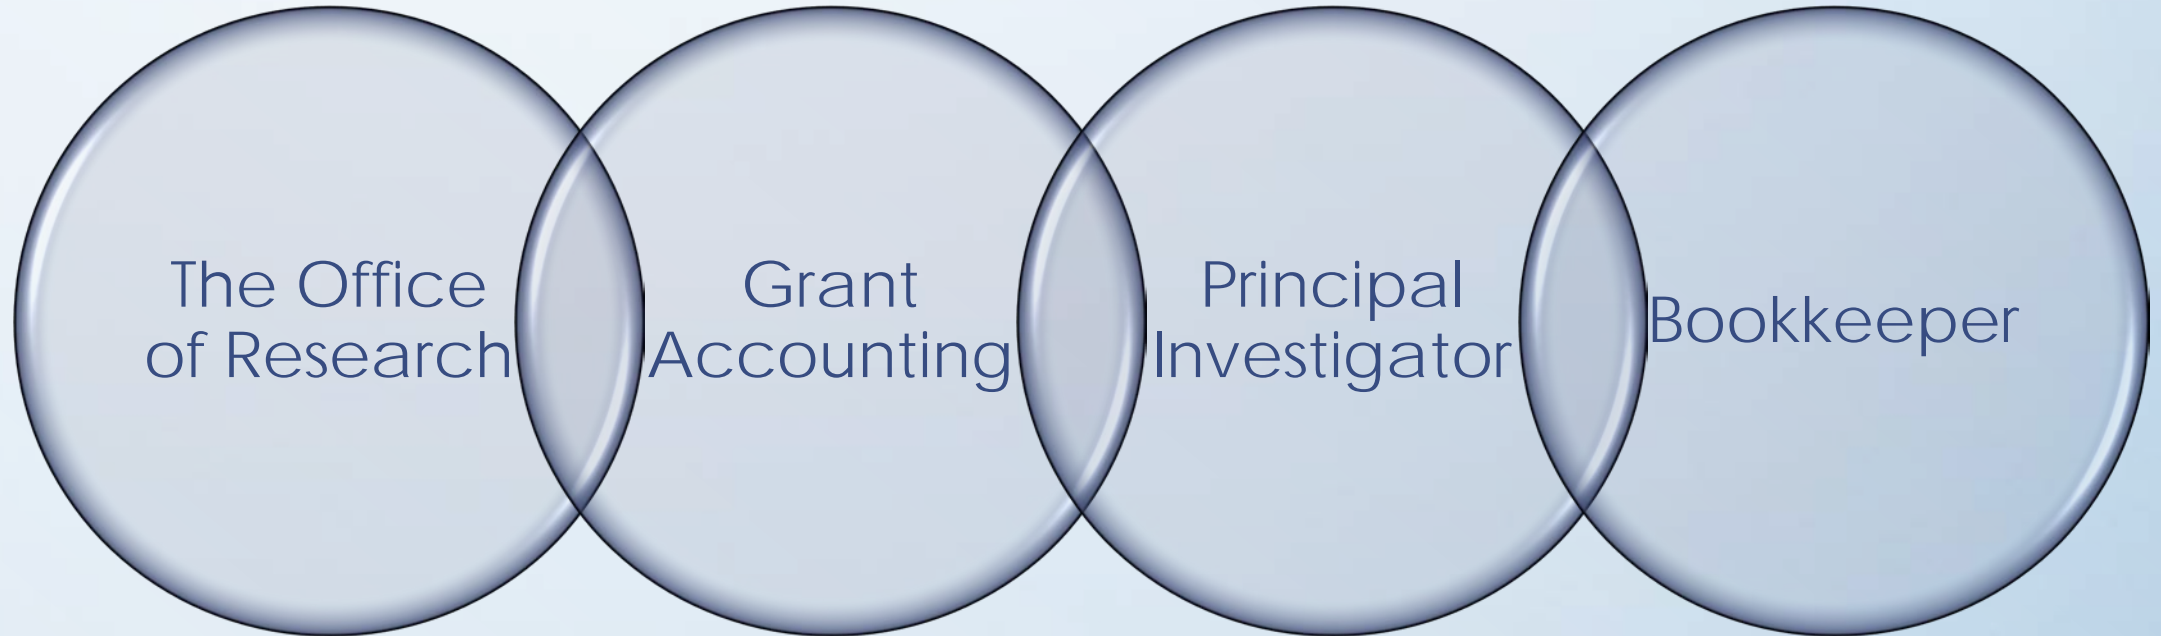 The Office
of Research
Grant
Accounting
Principal
Investigator
Bookkeeper